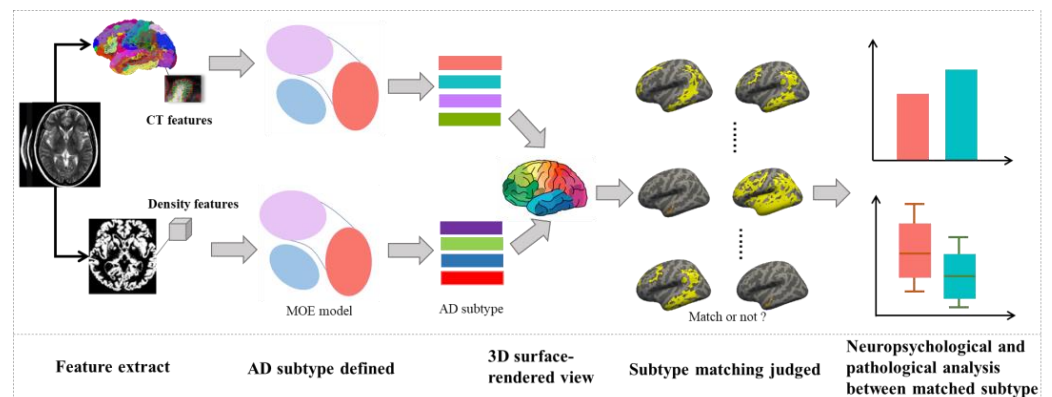 CT features
Density features
MOE model
AD subtype
Match or not ?
Feature extract
AD subtype defined
3D surface-
rendered view
Subtype matching judged
Neuropsychological and
pathological analysis
between matched subtype